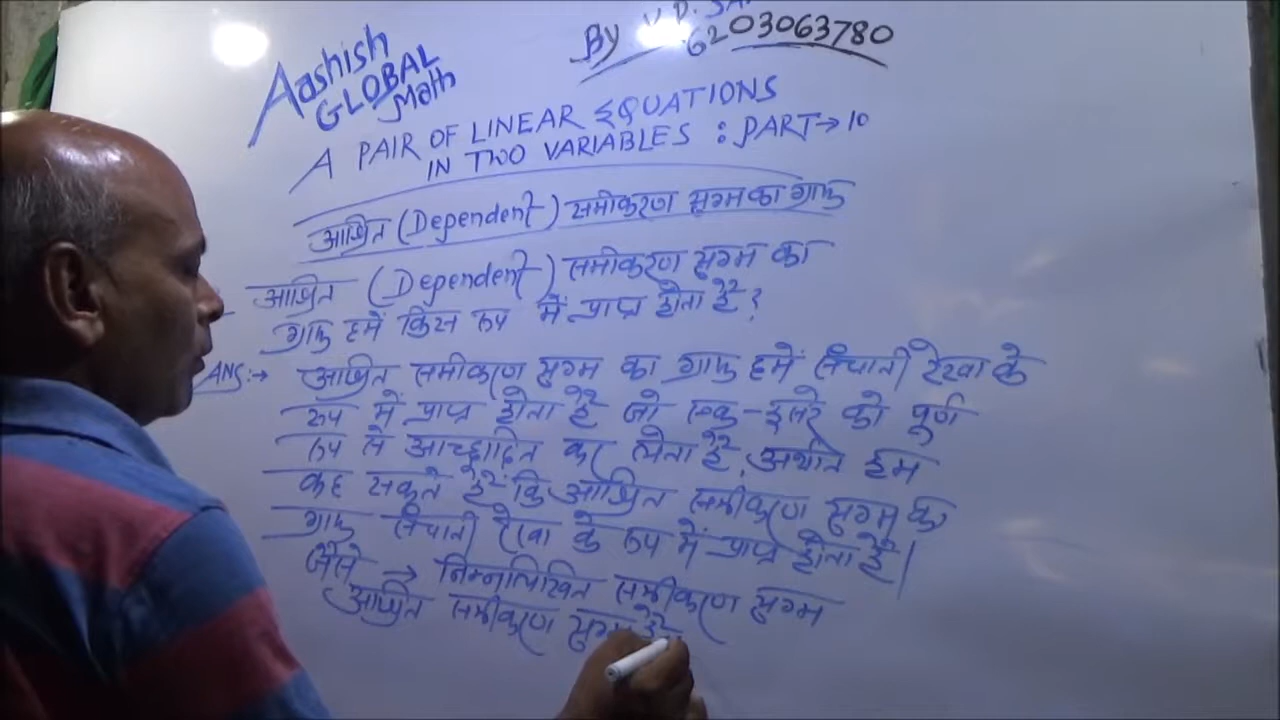 Aashish
GLOBAL
Math
By V.D.
6203063780
A PAIR OF LINEAR EQUATIONS
IN TWO VARIABLES : PART → 10
आश्रित (Dependent) समीकरण युग्म का ग्राफ
आश्रित (Dependent) समीकरण युग्म का
ग्राफ हमें किस रूप में प्राप्त होता है?
ANS:→ आश्रित समीकरण युग्म का ग्राफ हमें संपाती रेखा के
रूप में प्राप्त होता है जो एक-दूसरे को पूर्ण
रूप से आच्छादित कर लेता है, अर्थात हम
कह सकते हैं कि आश्रित समीकरण युग्म का
ग्राफ संपाती रेखा के रूप में प्राप्त होता है|
जैसे → निम्नलिखित समीकरण युग्म
आश्रित समीकरण युग्म है